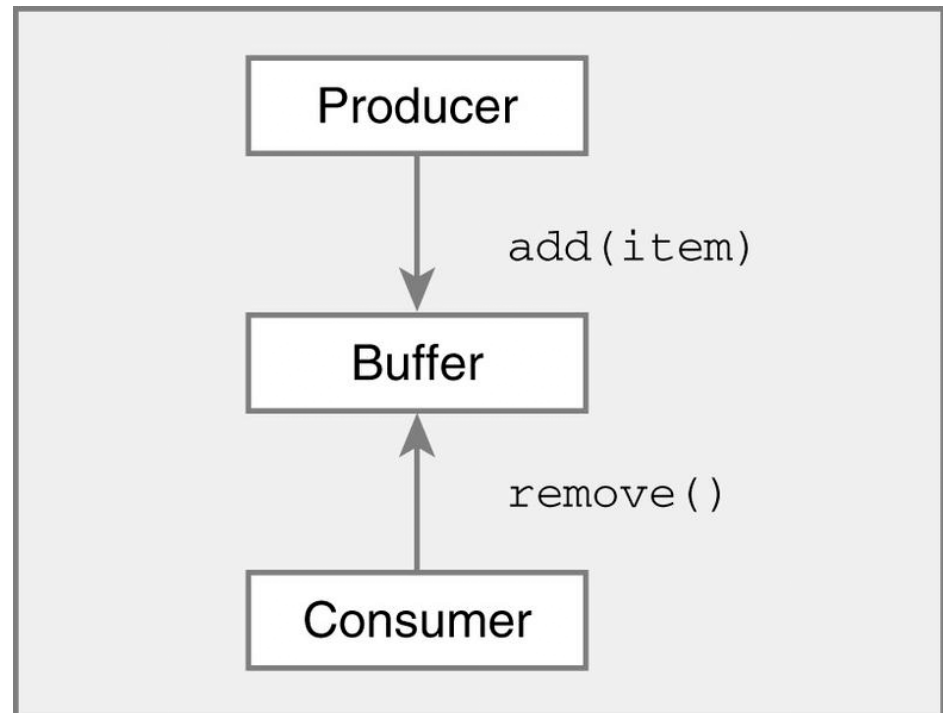 Producer
add(item)
Buffer
remove()
Consumer